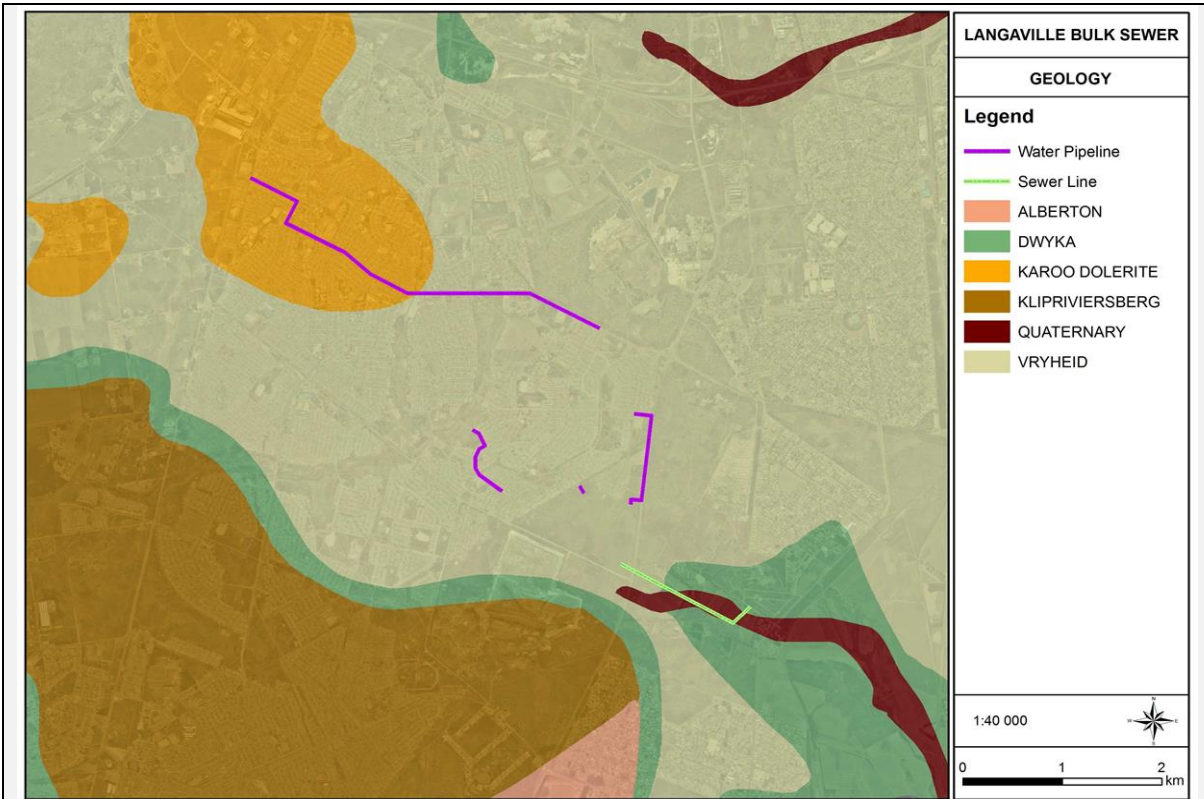 LANGAVILLE BULK SEWER
GEOLOGY
Legend
Water Pipeline
Sewer Line
ALBERTON
DWYKA
KAROO DOLERITE
KLIPRIVIERSBERG
QUATERNARY
VRYHEID
1:40 000
N
W E
S
0 1 2
km